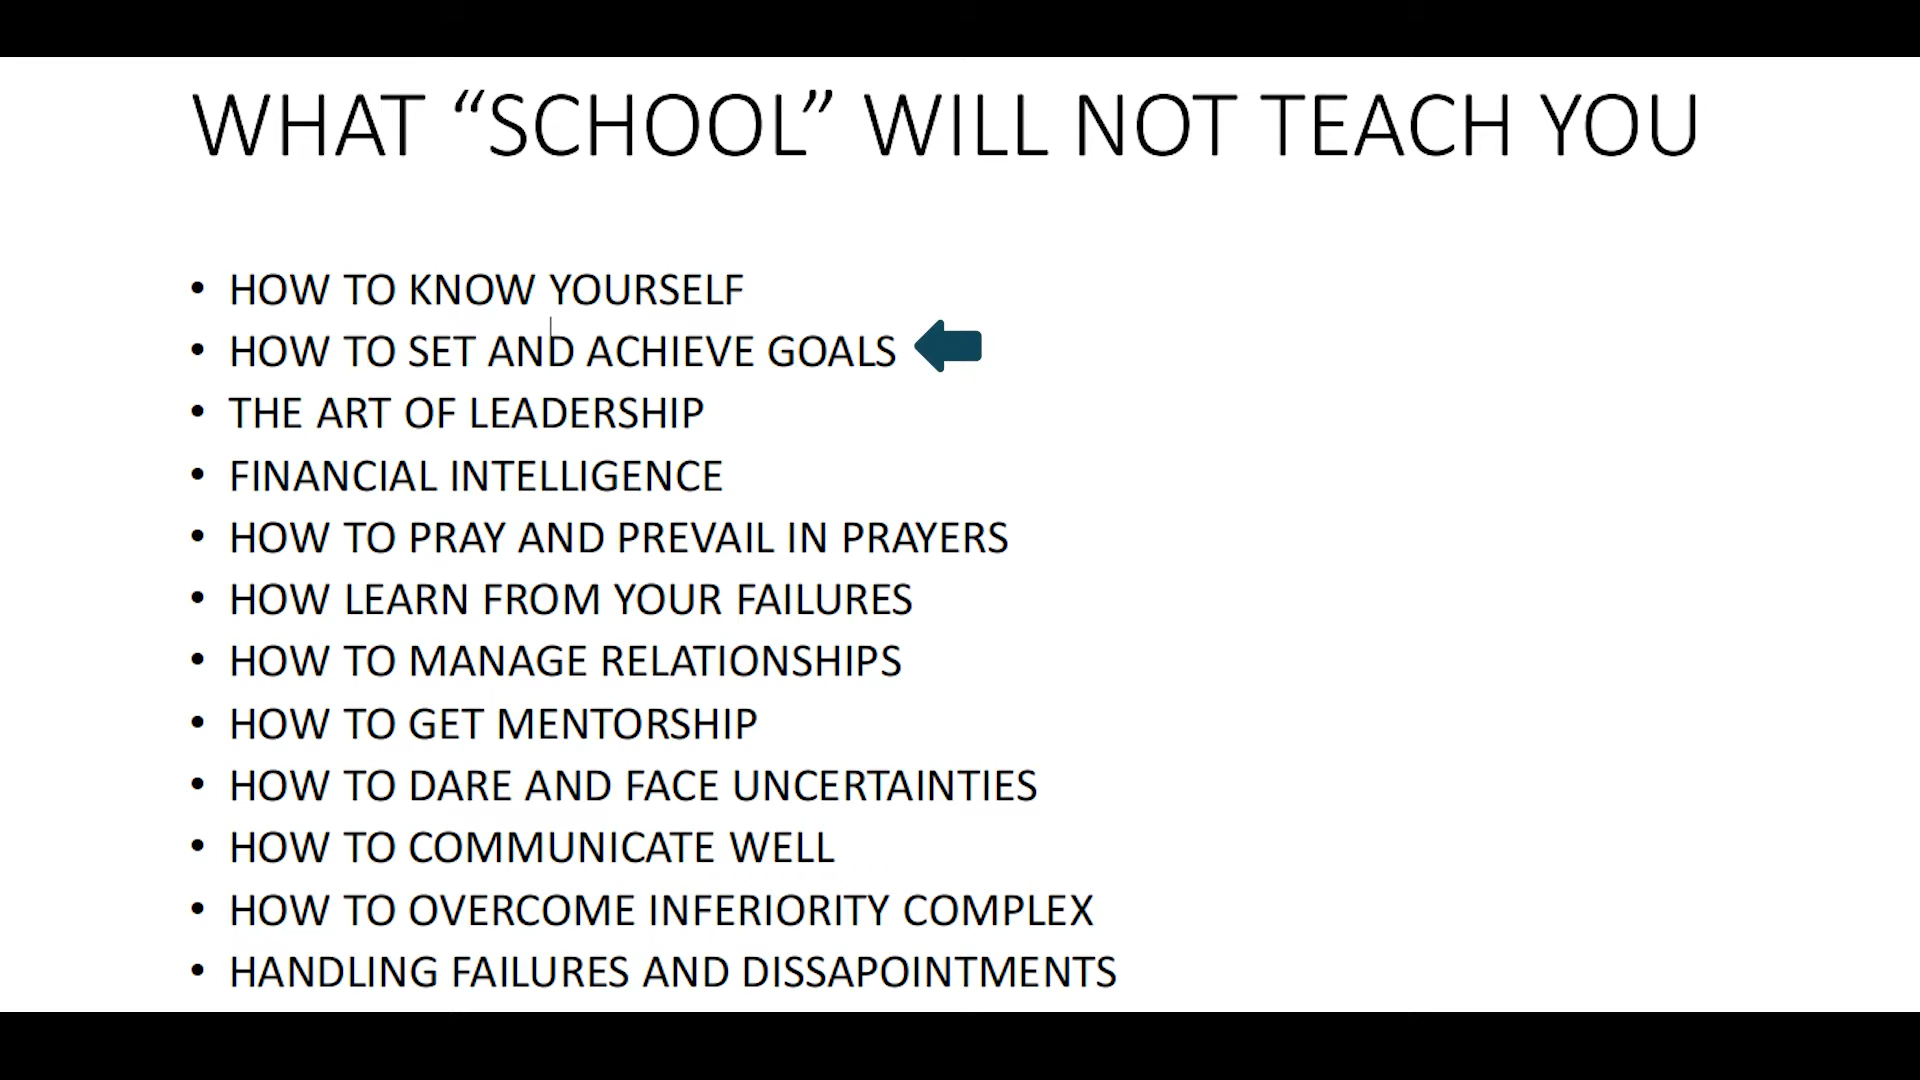 WHAT “SCHOOL” WILL NOT TEACH YOU
• HOW TO KNOW YOURSELF
• HOW TO SET AND ACHIEVE GOALS
• THE ART OF LEADERSHIP
• FINANCIAL INTELLIGENCE
• HOW TO PRAY AND PREVAIL IN PRAYERS
• HOW LEARN FROM YOUR FAILURES
• HOW TO MANAGE RELATIONSHIPS
• HOW TO GET MENTORSHIP
• HOW TO DARE AND FACE UNCERTAINTIES
• HOW TO COMMUNICATE WELL
• HOW TO OVERCOME INFERIORITY COMPLEX
• HANDLING FAILURES AND DISSAPOINTMENTS